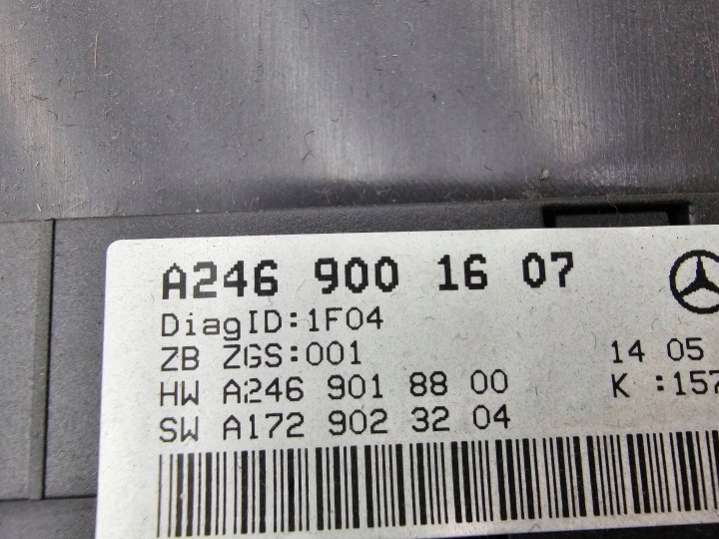 A246 900 16 07
DiagID:1F04
ZB ZGS:001 14 05
HW A246 901 88 00 K :157
SW A172 902 32 04